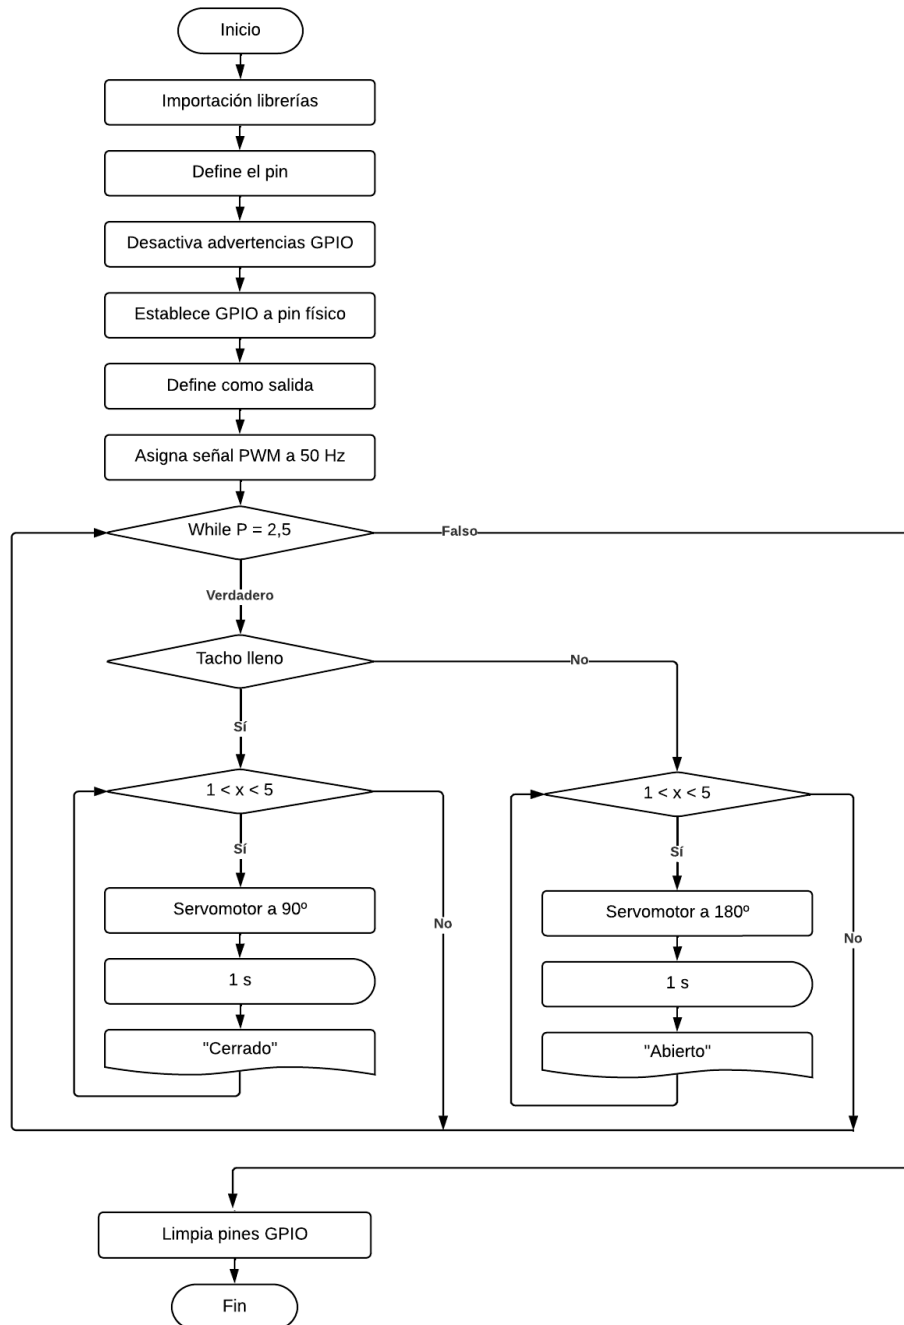 Inicio
Importación librerías
Define el pin
Desactiva advertencias GPIO
Establece GPIO a pin físico
Define como salida
Asigna señal PWM a 50 Hz
While P = 2,5
Falso
Verdadero
Tacho lleno
No
Sí
1 < x < 5
1 < x < 5
Sí
Sí
Servomotor a 90º
Servomotor a 180º
No
No
1 s
1 s
"Cerrado"
"Abierto"
Limpia pines GPIO
Fin